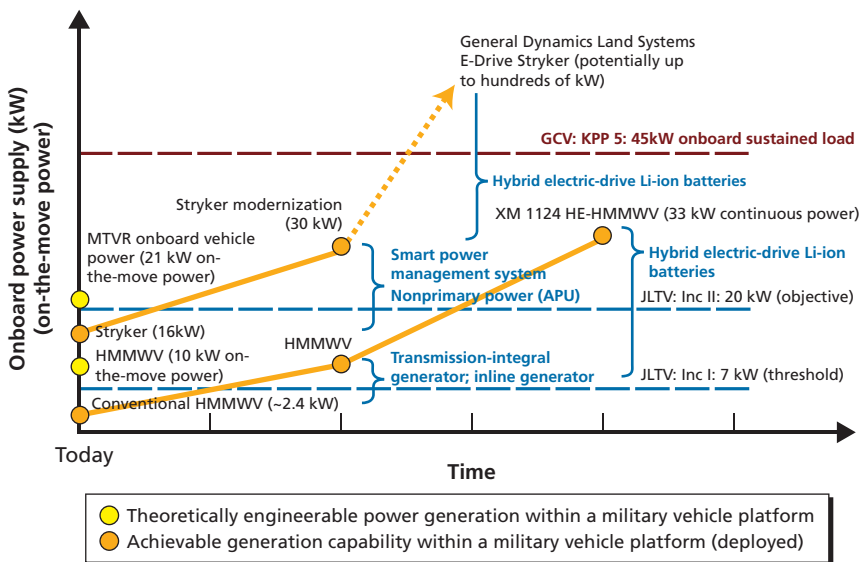 Onboard power supply (kW)
(on-the-move power)
General Dynamics Land Systems
E-Drive Stryker (potentially up
to hundreds of kW)
GCV: KPP 5: 45kW onboard sustained load
Hybrid electric-drive Li-ion batteries
Stryker modernization
(30 kW)
XM 1124 HE-HMMWV (33 kW continuous power)
MTVR onboard vehicle
power (21 kW on-
the-move power)
Smart power
management system
Nonprimary power (APU)
Hybrid electric-drive Li-ion
batteries
JLTV: Inc II: 20 kW (objective)
Stryker (16kW)
HMMWV
HMMWV (10 kW on-
the-move power)
Transmission-integral
generator; inline generator
JLTV: Inc I: 7 kW (threshold)
Conventional HMMWV (~2.4 kW)
Today
Time
Theoretically engineerable power generation within a military vehicle platform
Achievable generation capability within a military vehicle platform (deployed)